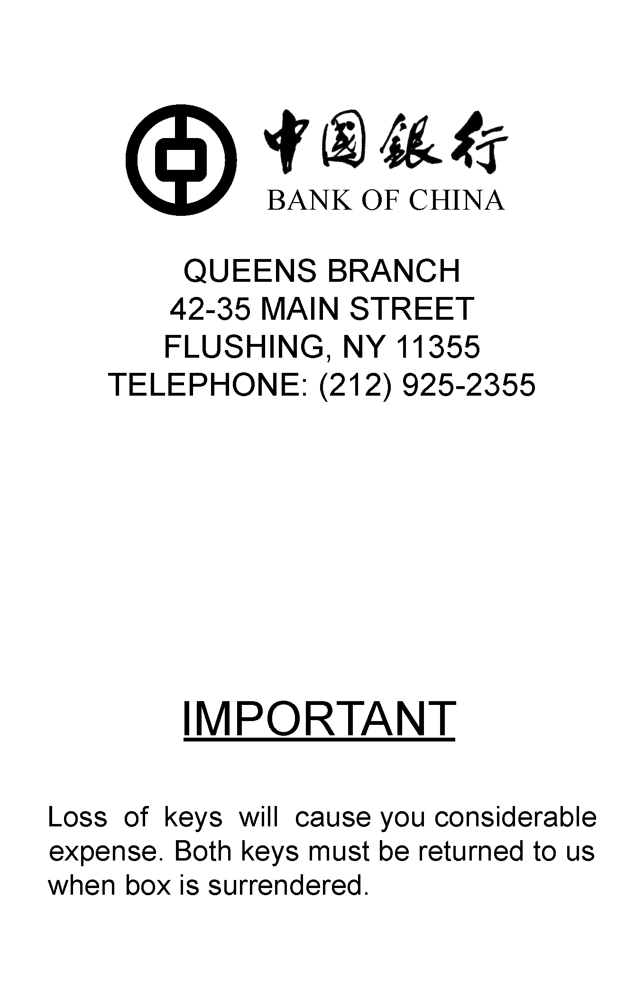 中國銀行
BANK OF CHINA
QUEENS BRANCH
42-35 MAIN STREET
FLUSHING, NY 11355
TELEPHONE: (212) 925-2355
IMPORTANT
Loss of keys will cause you considerable
expense. Both keys must be returned to us
when box is surrendered.